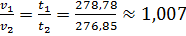 v₁/v₂ = t₁/t₂ = 278,78/276,85 ≈ 1,007